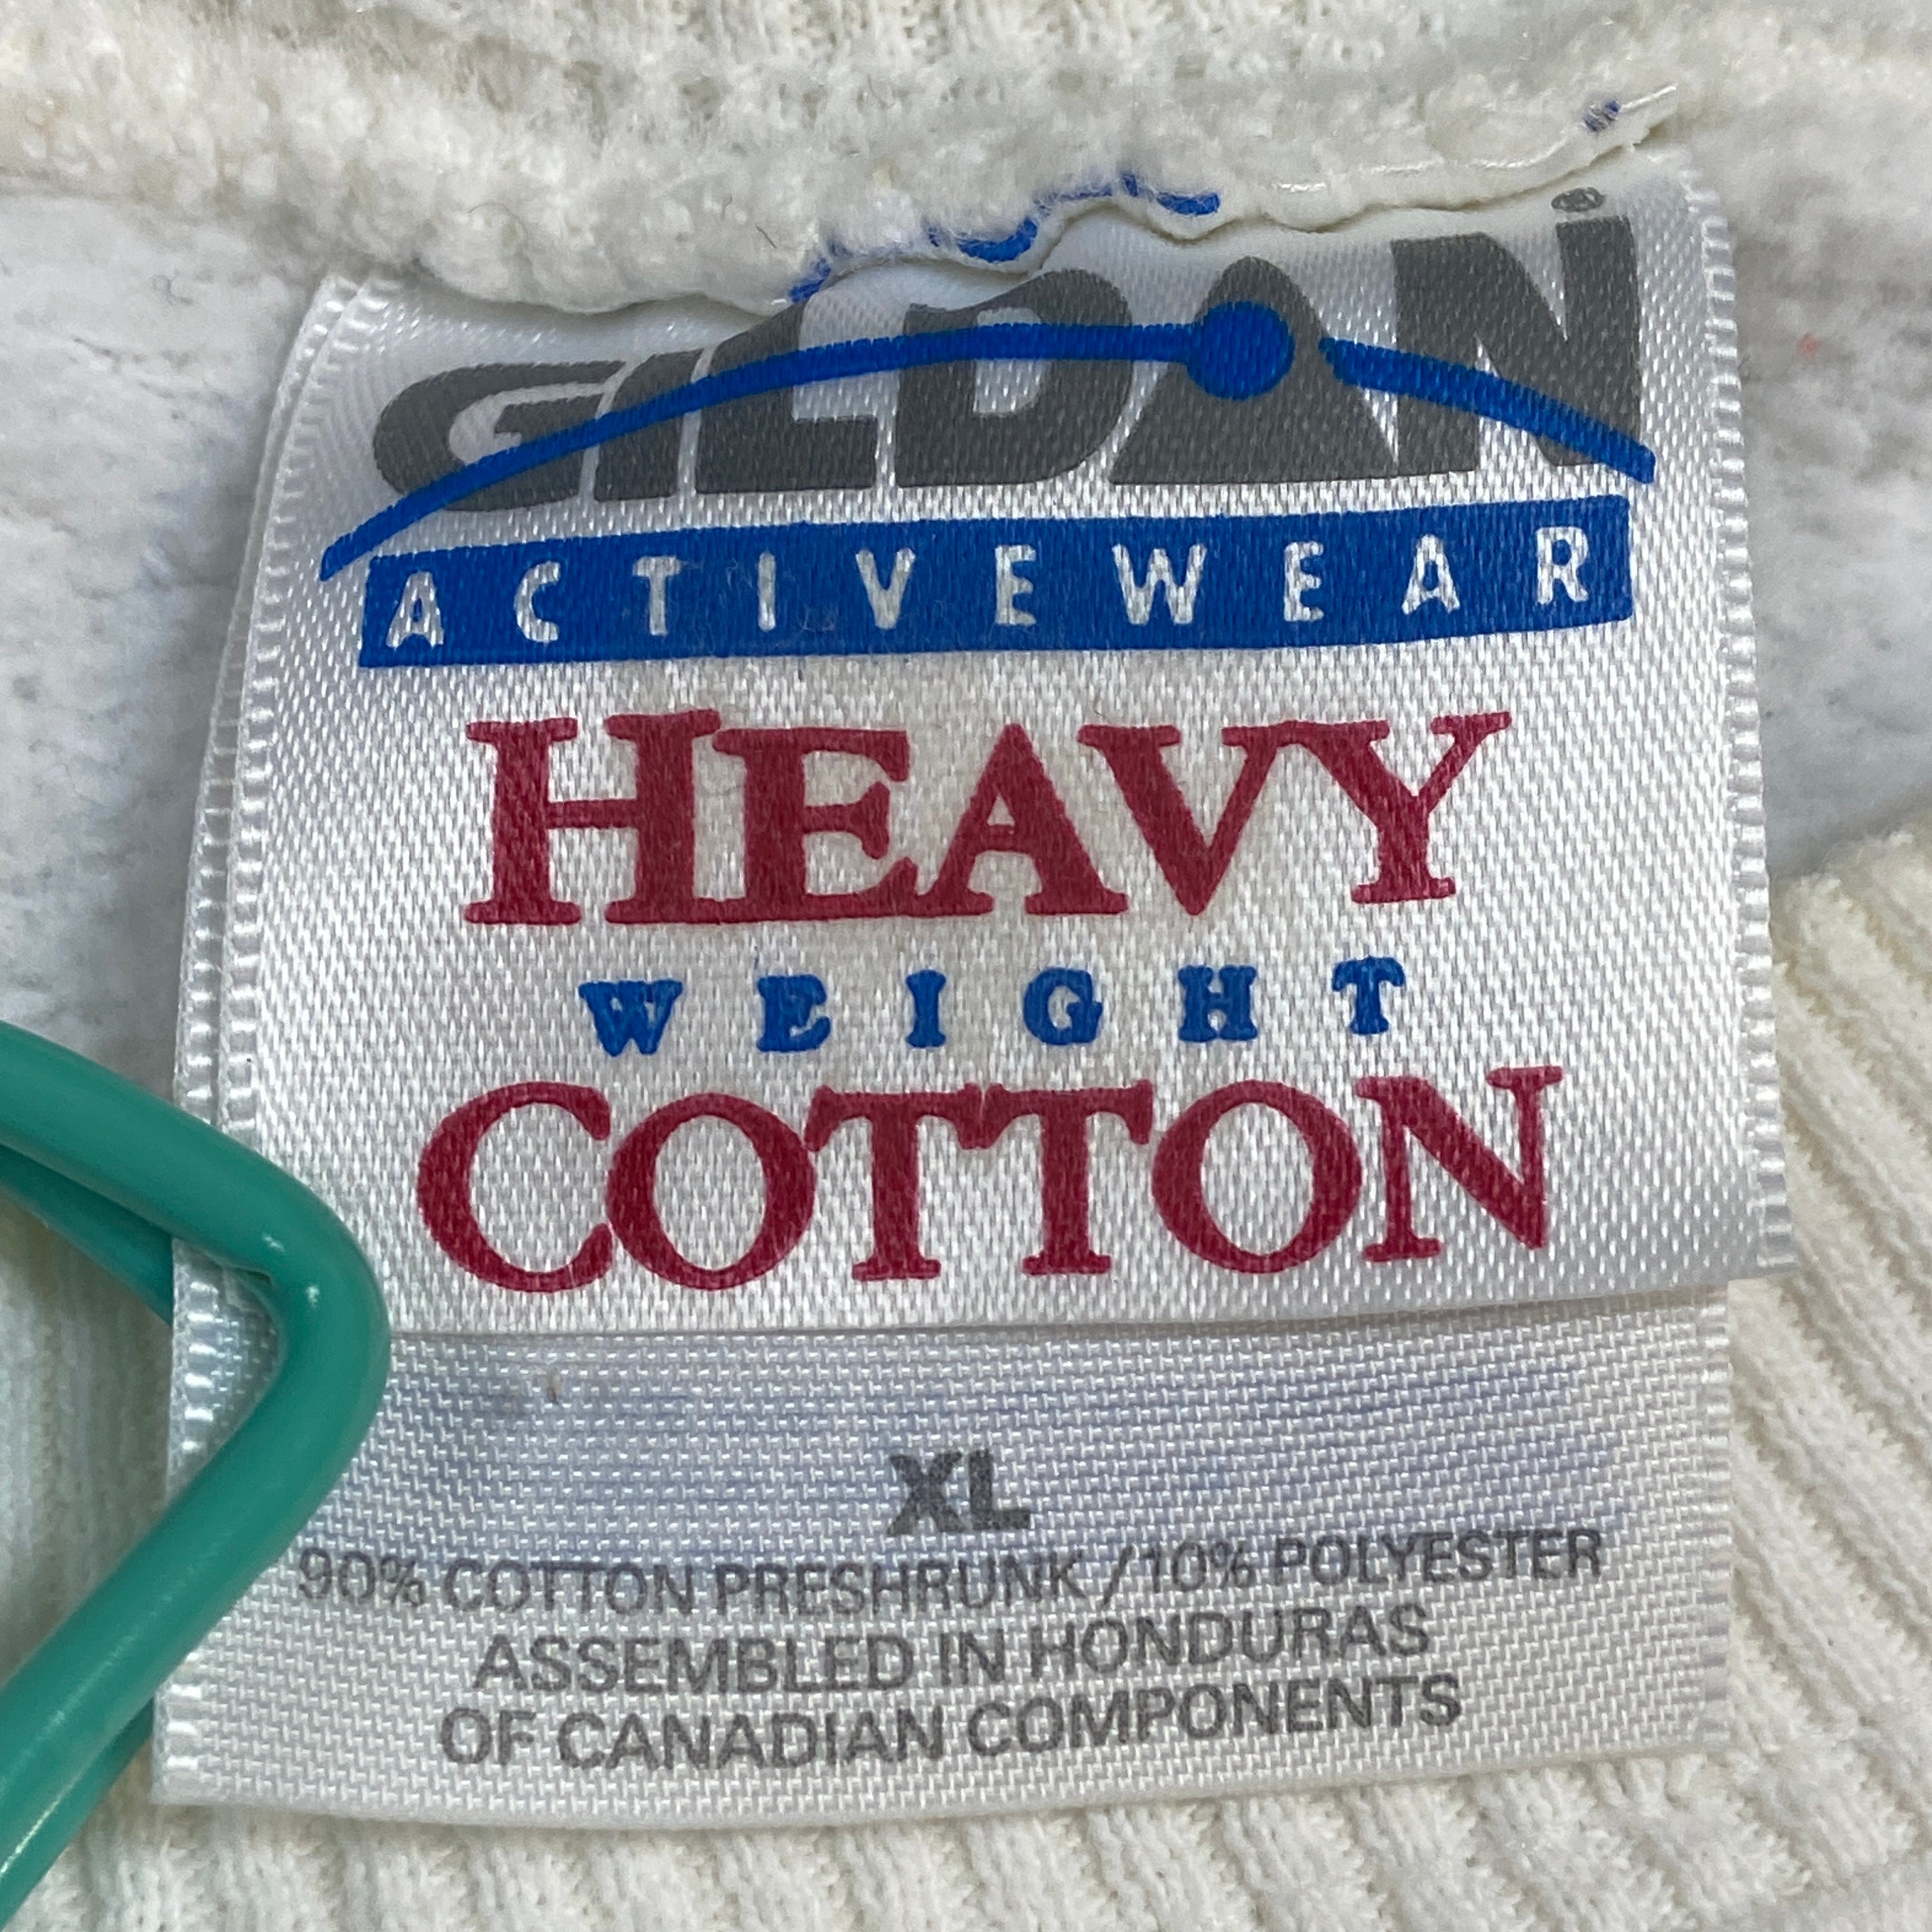 GILDAN®
ACTIVEWEAR
HEAVY
WEIGHT
COTTON
XL
90% COTTON PRESHRUNK / 10% POLYESTER
ASSEMBLED IN HONDURAS
OF CANADIAN COMPONENTS